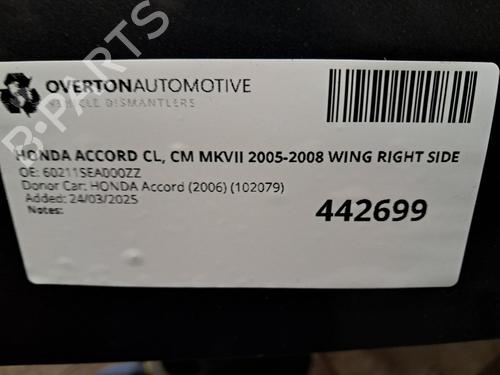 OVERTONAUTOMOTIVE
VEHICLE DISMANTLERS
HONDA ACCORD CL, CM MKVII 2005-2008 WING RIGHT SIDE
OE: 60211SEA000ZZ
Donor Car: HONDA Accord (2006) (102079)
Added: 24/03/2025
Notes:
442699
B-PARTS